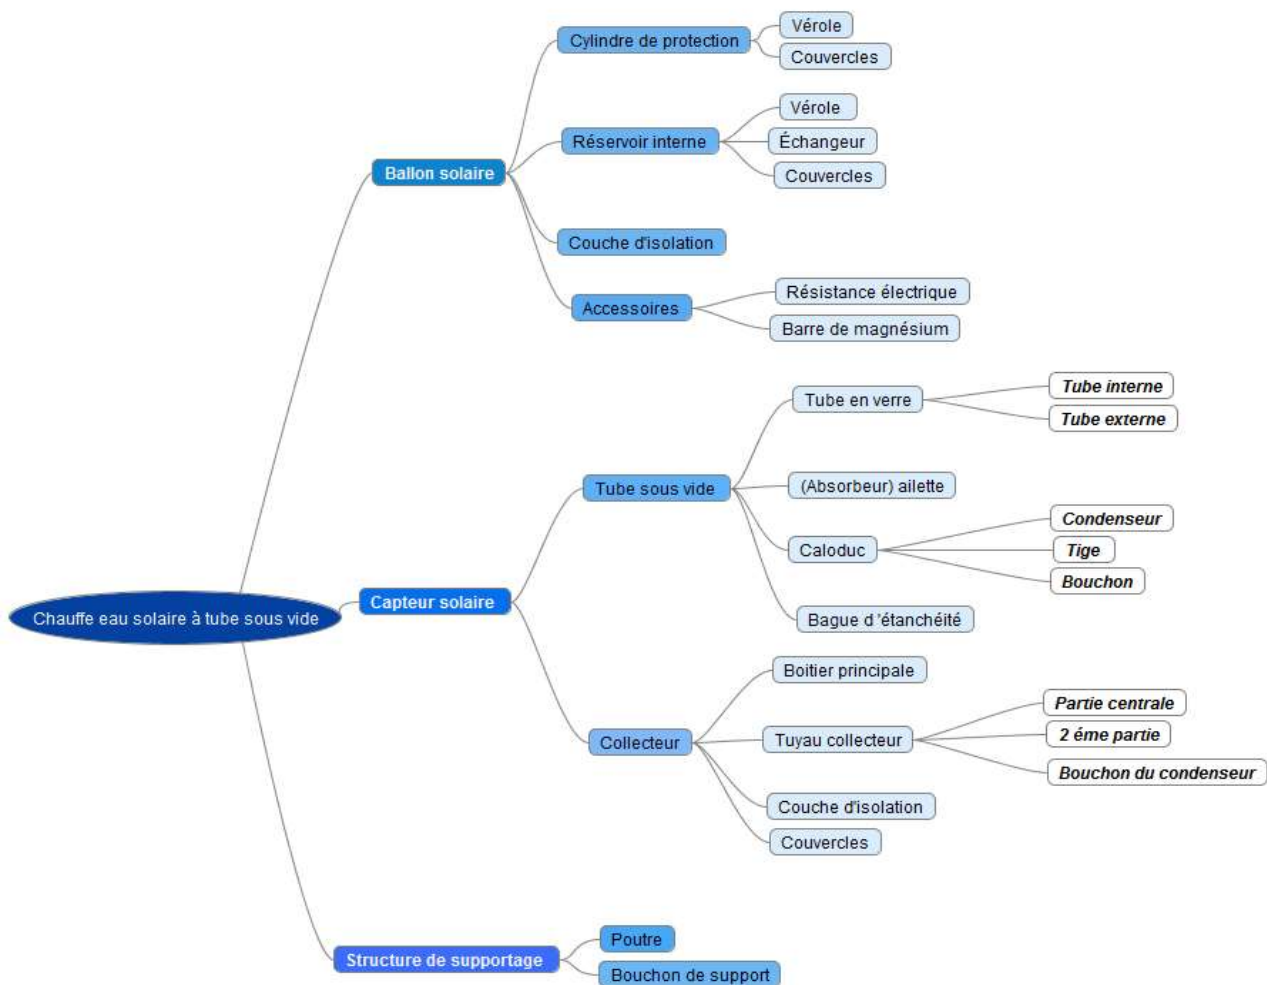 Vérole
Cylindre de protection
Couvercles
Vérole
Réservoir interne
Échangeur
Couvercles
Ballon solaire
Couche d'isolation
Résistance électrique
Accessoires
Barre de magnésium
Tube interne
Tube en verre
Tube externe
Tube sous vide
(Absorbeur) ailette
Condenseur
Caloduc
Tige
Bouchon
Capteur solaire
Chauffe eau solaire à tube sous vide
Bague d 'étanchéité
Boitier principale
Partie centrale
Collecteur
Tuyau collecteur
2 éme partie
Bouchon du condenseur
Couche d'isolation
Couvercles
Poutre
Structure de supportage
Bouchon de support